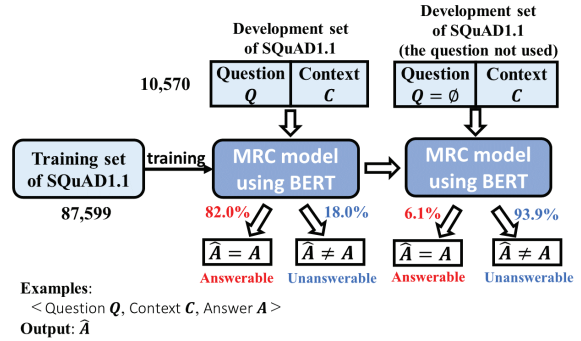 Development set
of SQuAD1.1
Development set
of SQuAD1.1
(the question not used)
10,570
Question
Q
Context
C
Question
Q = ∅
Context
C
Training set
of SQuAD1.1
87,599
training
MRC model
using BERT
MRC model
using BERT
82.0%
18.0%
6.1%
93.9%
Â = A
Â ≠ A
Â = A
Â ≠ A
Answerable
Unanswerable
Answerable
Unanswerable
Examples:
< Question Q, Context C, Answer A >
Output: Â